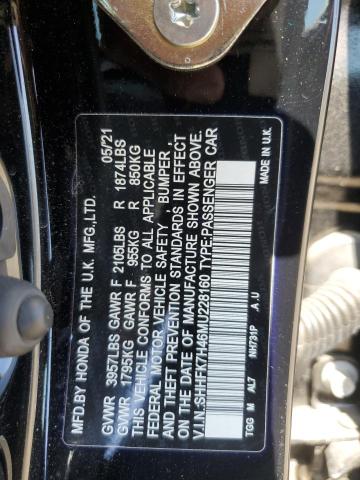 MFD.BY HONDA OF THE U.K. MFG.,LTD. 05/21
GVWR 3957LBS GAWR F 2106LBS R 1874LBS
GVWR 1795KG GAWR F 955KG R 850KG
THIS VEHICLE CONFORMS TO ALL APPLICABLE
FEDERAL MOTOR VEHICLE SAFETY BUMPER,
AND THEFT PREVENTION STANDARDS IN EFFECT
ON THE DATE OF MANUFACTURE SHOWN ABOVE.
V.I.N.:SHHFK7H46MU228160 TYPE:PASSENGER CAR
TGG M AL7 NH731P A .U MADE IN U.K.